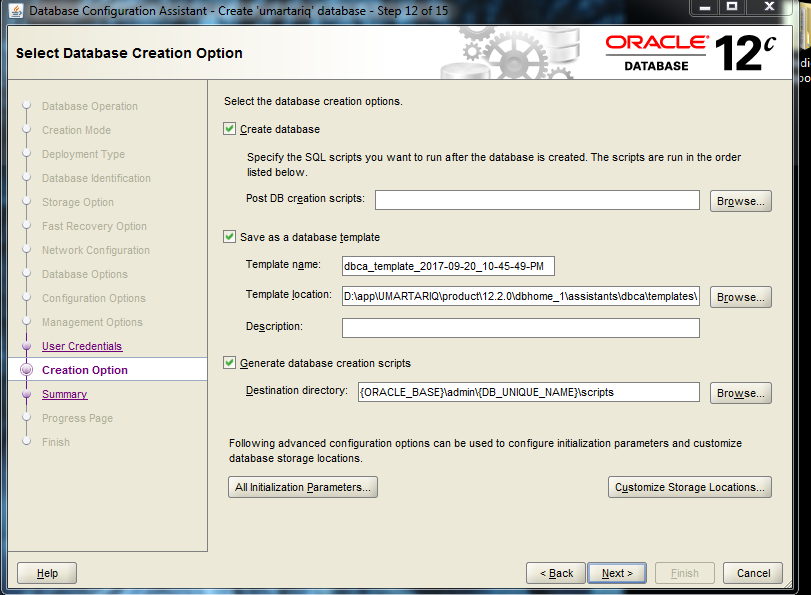 Database Configuration Assistant - Create 'umartariq' database - Step 12 of 15
Select Database Creation Option
ORACLE®
DATABASE
12c
Database Operation
Creation Mode
Deployment Type
Database Identification
Storage Option
Fast Recovery Option
Network Configuration
Database Options
Configuration Options
Management Options
User Credentials
Creation Option
Summary
Progress Page
Finish
Select the database creation options.
Create database
Specify the SQL scripts you want to run after the database is created. The scripts are run in the order
listed below.
Post DB creation scripts:
Browse...
Save as a database template
Template name: dbca_template_2017-09-20_10-45-49-PM
Template location: D:\app\UMARTARIQ\product\12.2.0\dbhome_1\assistants\dbca\templates\ Browse...
Description:
Generate database creation scripts
Destination directory: {ORACLE_BASE}\admin\{DB_UNIQUE_NAME}\scripts Browse...
Following advanced configuration options can be used to configure initialization parameters and customize
database storage locations.
All Initialization Parameters... Customize Storage Locations...
Help < Back Next > Finish Cancel